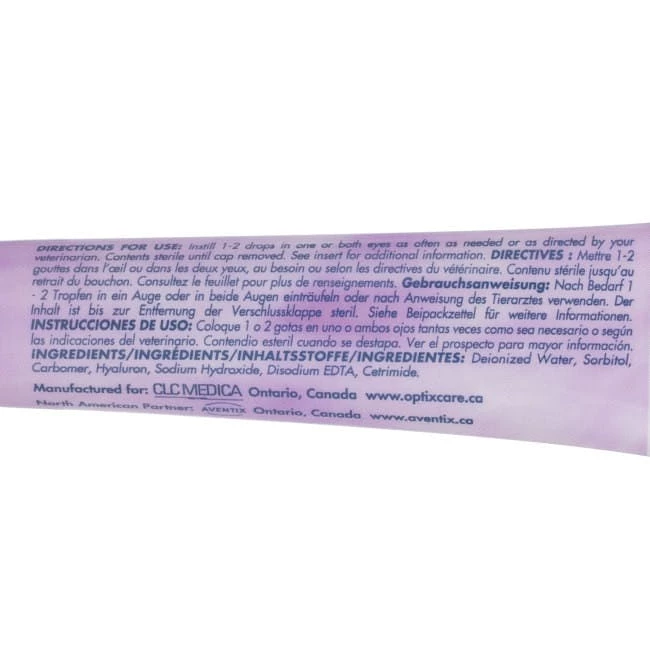 DIRECTIONS FOR USE: Instill 1-2 drops in one or both eyes as often as needed or as directed by your
veterinarian. Contents sterile until cap removed. See insert for additional information. DIRECTIVES : Mettre 1-2
gouttes dans l'œil ou dans les deux yeux, au besoin ou selon les directives du vétérinaire. Contenu stérile jusqu'au
retrait du bouchon. Consultez le feuillet pour plus de renseignements. Gebrauchsanweisung: Nach Bedarf 1
- 2 Tropfen in ein Auge oder in beide Augen einträufeln oder nach Anweisung des Tierarztes verwenden. Der
Inhalt ist bis zur Entfernung der Verschlussklappe steril. Siehe Beipackzettel für weitere Informationen.
INSTRUCCIONES DE USO: Coloque 1 o 2 gotas en uno o ambos ojos tantas veces como sea necesario o según
las indicaciones del veterinario. Contendio esteril cuando se destapa. Ver el prospecto para mayor información.
INGREDIENTS/INGRÉDIENTS/INHALTSSTOFFE/INGREDIENTES: Deionized Water, Sorbitol,
Carbomer, Hyaluron, Sodium Hydroxide, Disodium EDTA, Cetrimide.
Manufactured for: CLC MEDICA Ontario, Canada www.optixcare.ca
North American Partner: AVENTIX Ontario, Canada www.aventix.ca